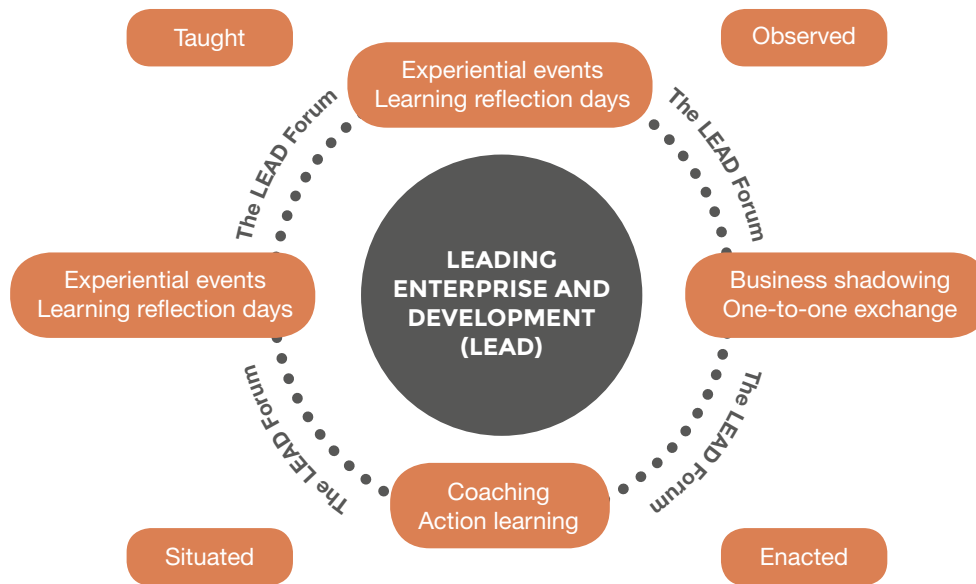 Taught
Observed
Experiential events
Learning reflection days
The LEAD Forum
The LEAD Forum
LEADING
ENTERPRISE AND
DEVELOPMENT
(LEAD)
Experiential events
Learning reflection days
Business shadowing
One-to-one exchange
The LEAD Forum
The LEAD Forum
Coaching
Action learning
Situated
Enacted